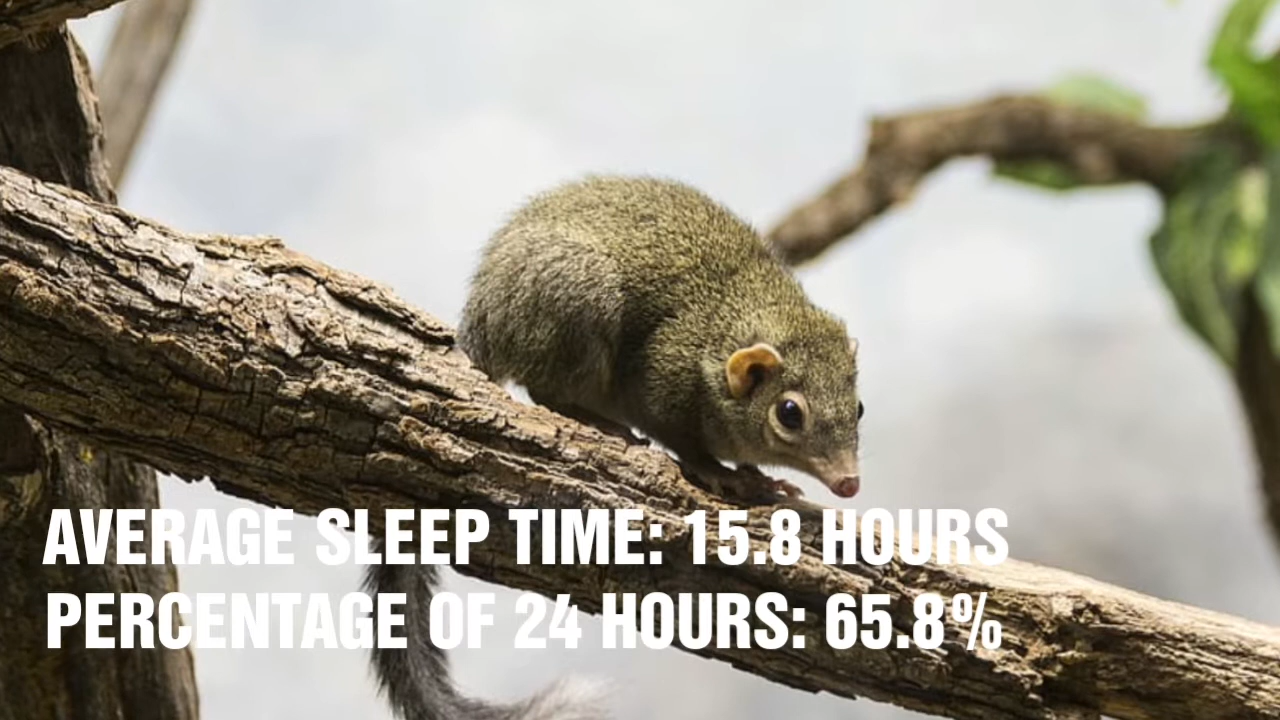 AVERAGE SLEEP TIME: 15.8 HOURS
PERCENTAGE OF 24 HOURS: 65.8%